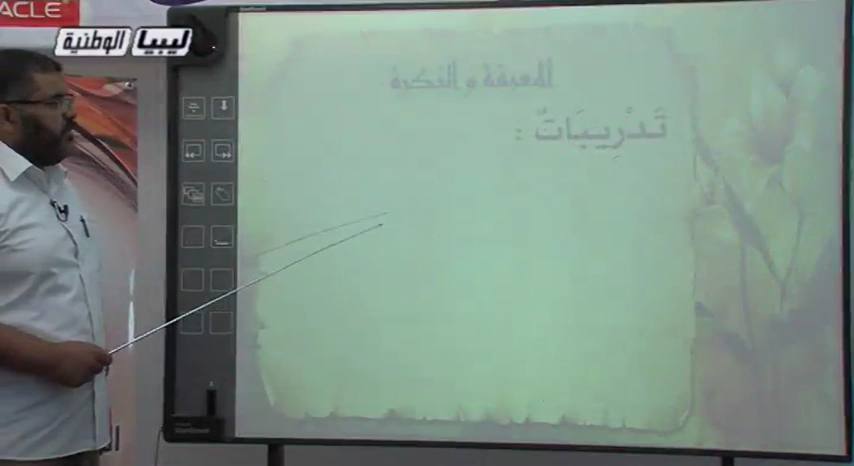 ACLE
ليبيا الوطنية
المعرفة و النكرة
تَدْرِيبَاتٌ :